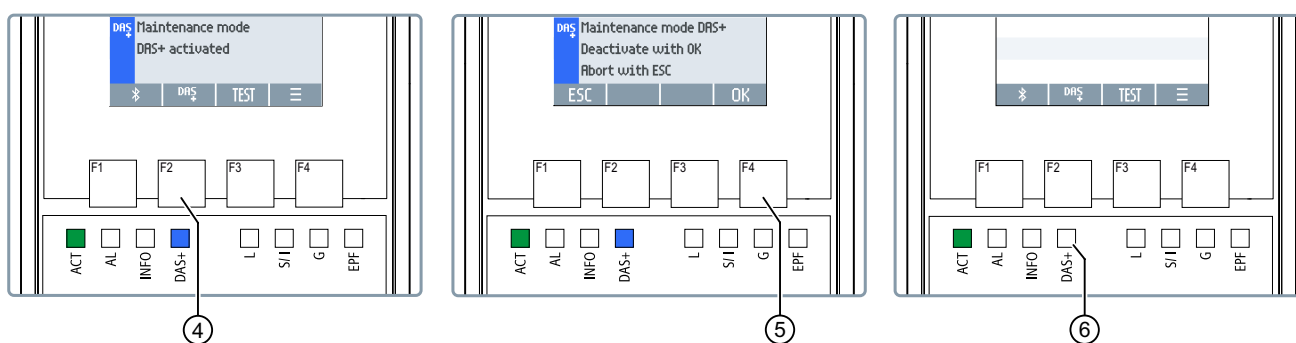 DAS+ Maintenance mode
DAS+ activated
DAS+ TEST
F1 F2 F3 F4
ACT AL INFO DAS+ L S/I G EPF
4
DAS+ Maintenance mode DAS+
Deactivate with OK
Abort with ESC
ESC OK
F1 F2 F3 F4
ACT AL INFO DAS+ L S/I G EPF
5
DAS+ TEST
F1 F2 F3 F4
ACT AL INFO DAS+ L S/I G EPF
6